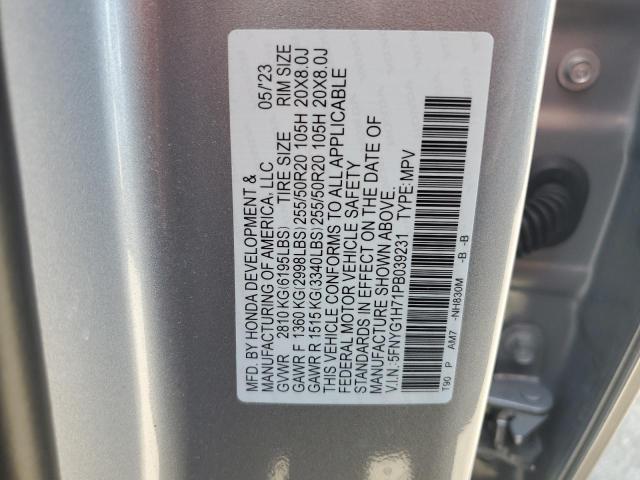 MFD. BY HONDA DEVELOPMENT & 05/'23
MANUFACTURING OF AMERICA, LLC
GVWR 2810 KG(6195LBS) TIRE SIZE RIM SIZE
GAWR F 1360 KG(2998LBS)255/50R20 105H 20X8.0J
GAWR R 1515 KG(3340LBS)255/50R20 105H 20X8.0J
THIS VEHICLE CONFORMS TO ALL APPLICABLE
FEDERAL MOTOR VEHICLE SAFETY
STANDARDS IN EFFECT ON THE DATE OF
MANUFACTURE SHOWN ABOVE.
V.I.N.:5FNYG1H71PB039231 TYPE:MPV
T90 P AM7 -NH830M -B -B